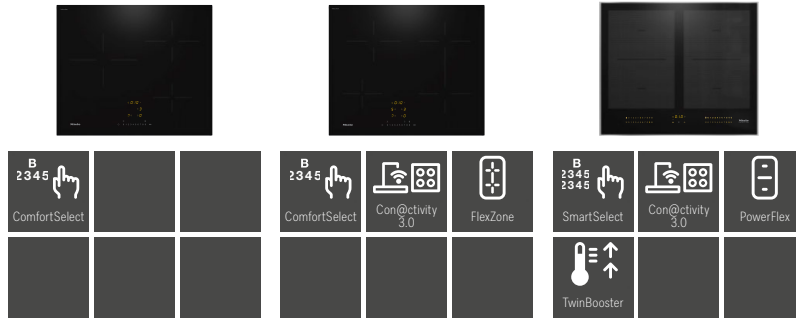 B
2345
ComfortSelect
B
2345
ComfortSelect
Con@ctivity
3.0
FlexZone
B
2345
2345
SmartSelect
Con@ctivity
3.0
PowerFlex
TwinBooster